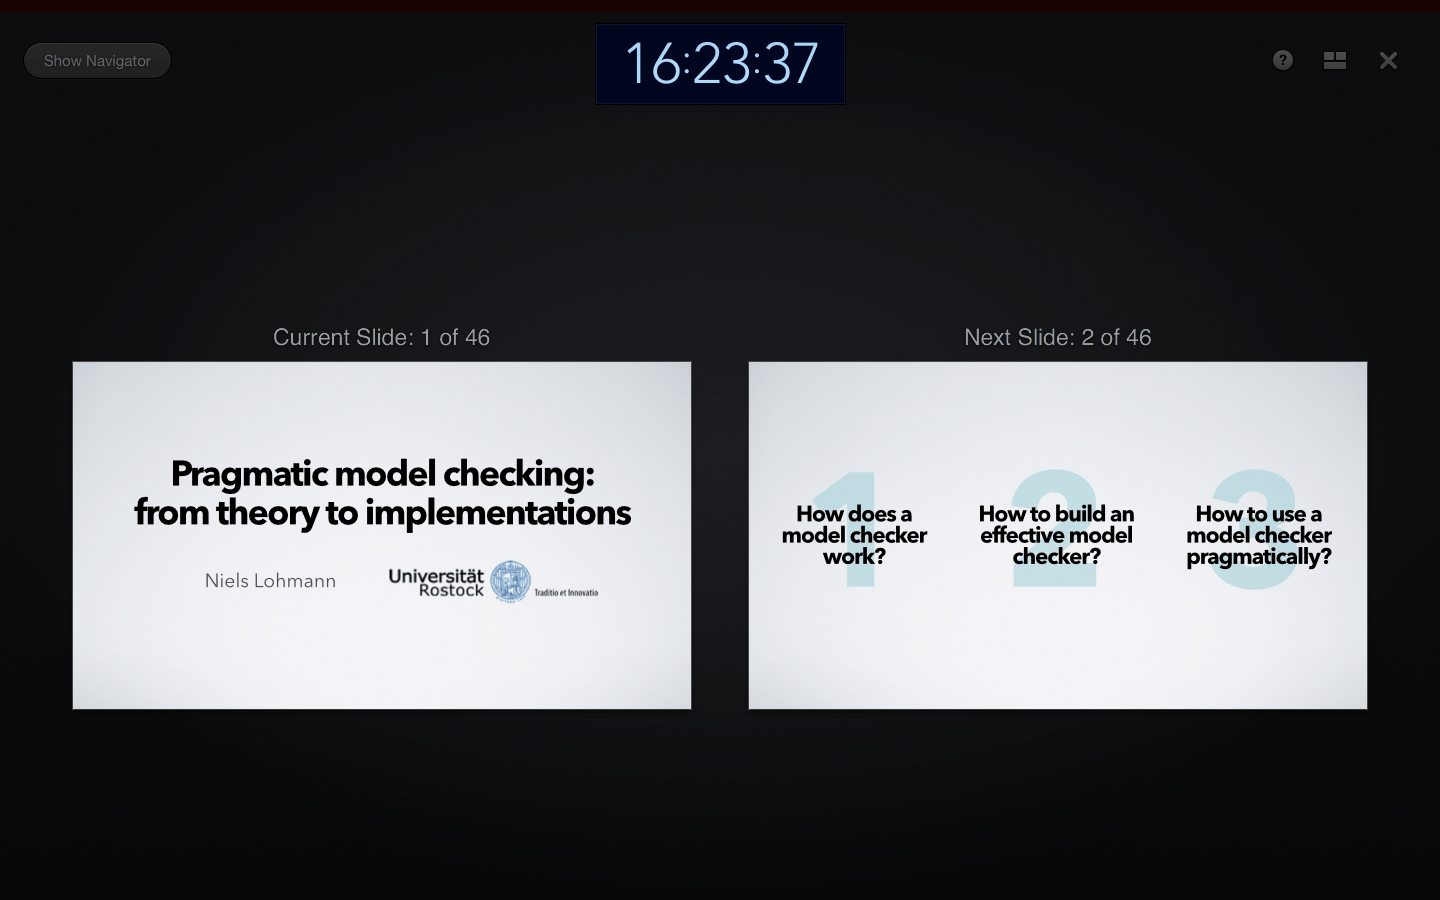 Show Navigator
16:23:37
?
Current Slide: 1 of 46
Pragmatic model checking:
from theory to implementations
Niels Lohmann
Universität
Rostock
Traditio et Innovatio
Next Slide: 2 of 46
1
How does a
model checker
work?
2
How to build an
effective model
checker?
3
How to use a
model checker
pragmatically?